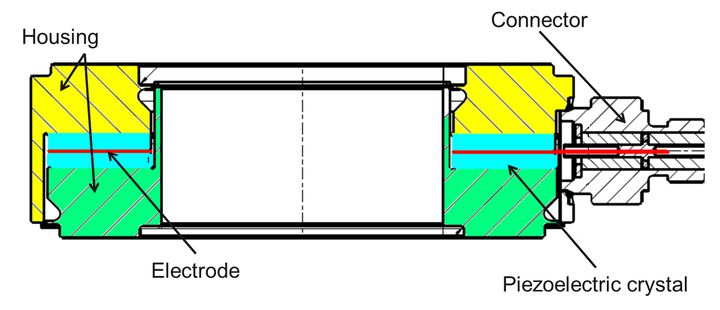 Connector
Housing
Electrode
Piezoelectric crystal